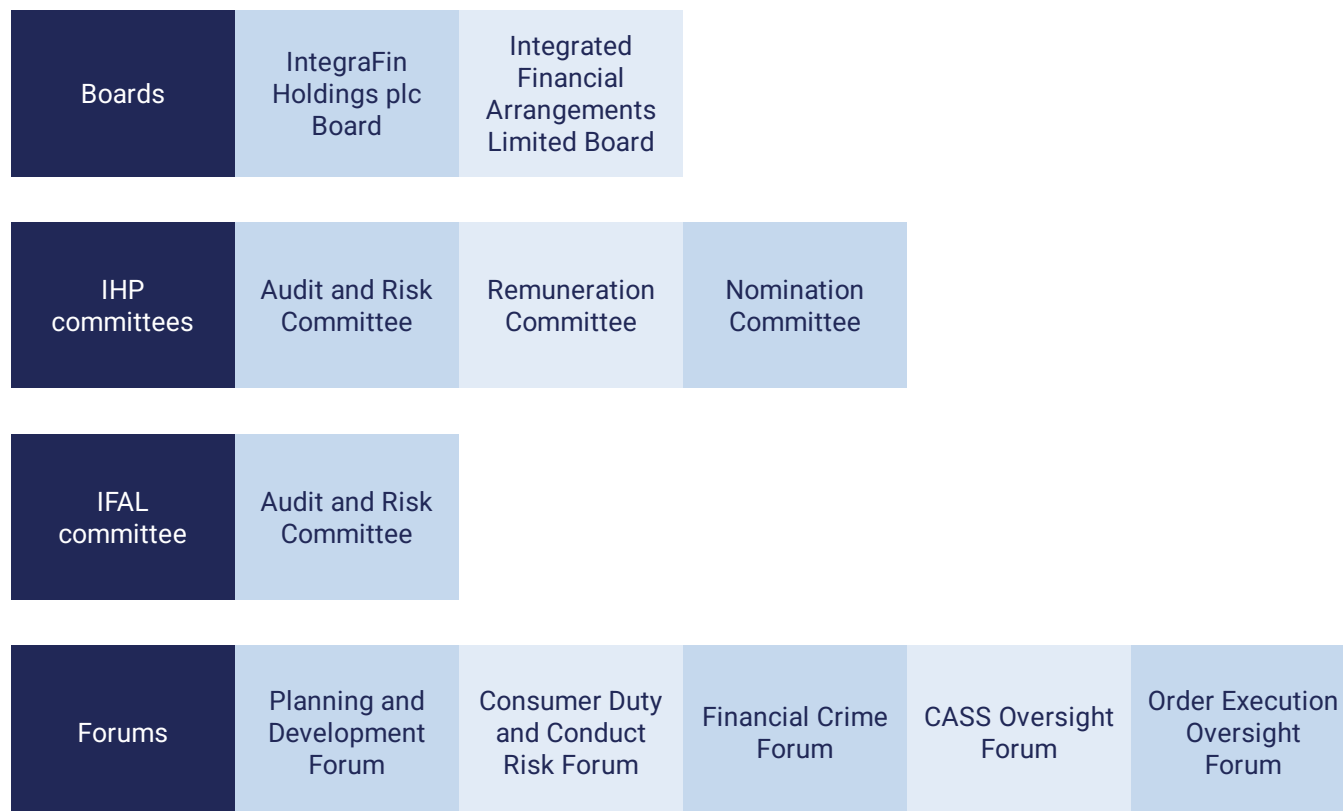 Boards
IntegraFin
Holdings plc
Board
Integrated
Financial
Arrangements
Limited Board
IHP
committees
Audit and Risk
Committee
Remuneration
Committee
Nomination
Committee
IFAL
committee
Audit and Risk
Committee
Forums
Planning and
Development
Forum
Consumer Duty
and Conduct
Risk Forum
Financial Crime
Forum
CASS Oversight
Forum
Order Execution
Oversight
Forum